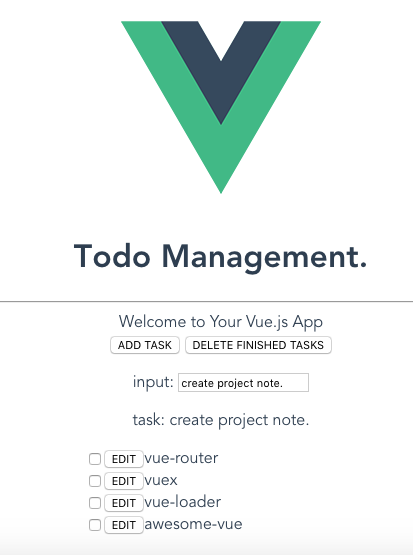 Todo Management.
Welcome to Your Vue.js App
ADD TASK DELETE FINISHED TASKS
input: create project note.
task: create project note.
EDIT vue-router
EDIT vuex
EDIT vue-loader
EDIT awesome-vue